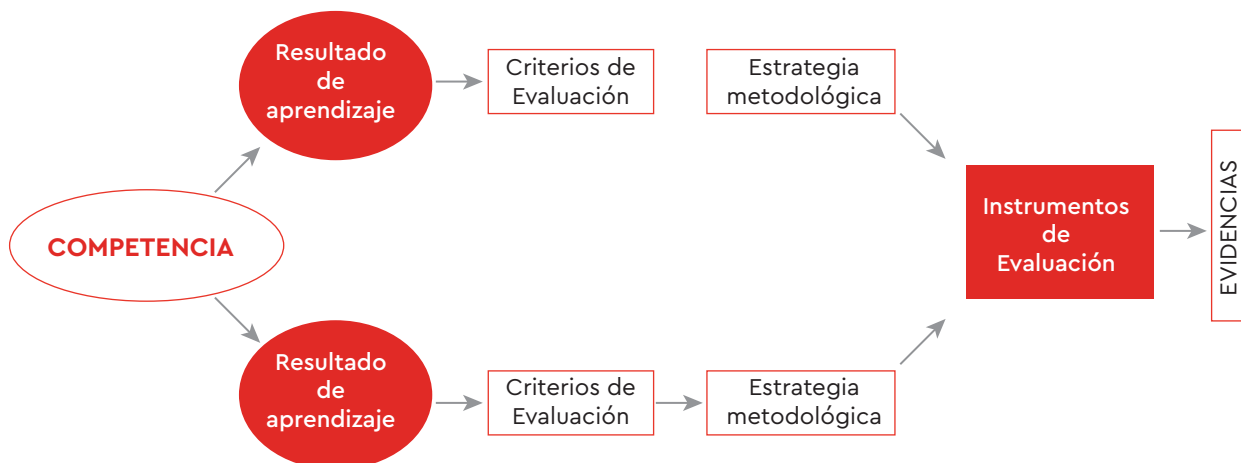 Resultado
de
aprendizaje
Criterios de
Evaluación
Estrategia
metodológica
COMPETENCIA
Instrumentos
de
Evaluación
EVIDENCIAS
Resultado
de
aprendizaje
Criterios de
Evaluación
Estrategia
metodológica